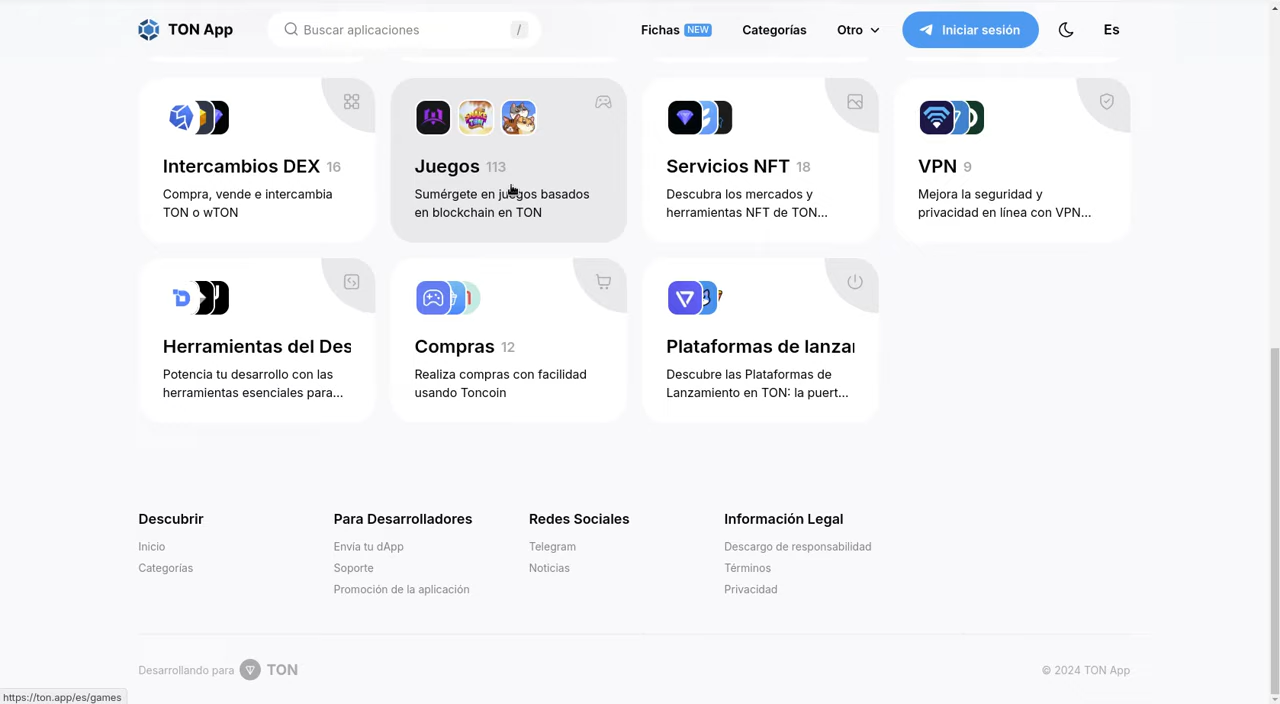 TON App
Buscar aplicaciones
/
Fichas NEW
Categorías
Otro
Iniciar sesión
Es
Intercambios DEX 16
Compra, vende e intercambia
TON o wTON
Juegos 113
Sumérgete en juegos basados
en blockchain en TON
Servicios NFT 18
Descubra los mercados y
herramientas NFT de TON...
VPN 9
Mejora la seguridad y
privacidad en línea con VPN...
Herramientas del Des
Potencia tu desarrollo con las
herramientas esenciales para...
Compras 12
Realiza compras con facilidad
usando Toncoin
Plataformas de lanza
Descubre las Plataformas de
Lanzamiento en TON: la puert...
Descubrir
Inicio
Categorías
Para Desarrolladores
Envía tu dApp
Soporte
Promoción de la aplicación
Redes Sociales
Telegram
Noticias
Información Legal
Descargo de responsabilidad
Términos
Privacidad
Desarrollando para TON
© 2024 TON App
https://ton.app/es/games